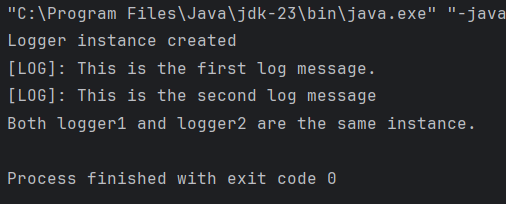 "C:\Program Files\Java\jdk-23\bin\java.exe" "-java
Logger instance created
[LOG]: This is the first log message.
[LOG]: This is the second log message
Both logger1 and logger2 are the same instance.
Process finished with exit code 0